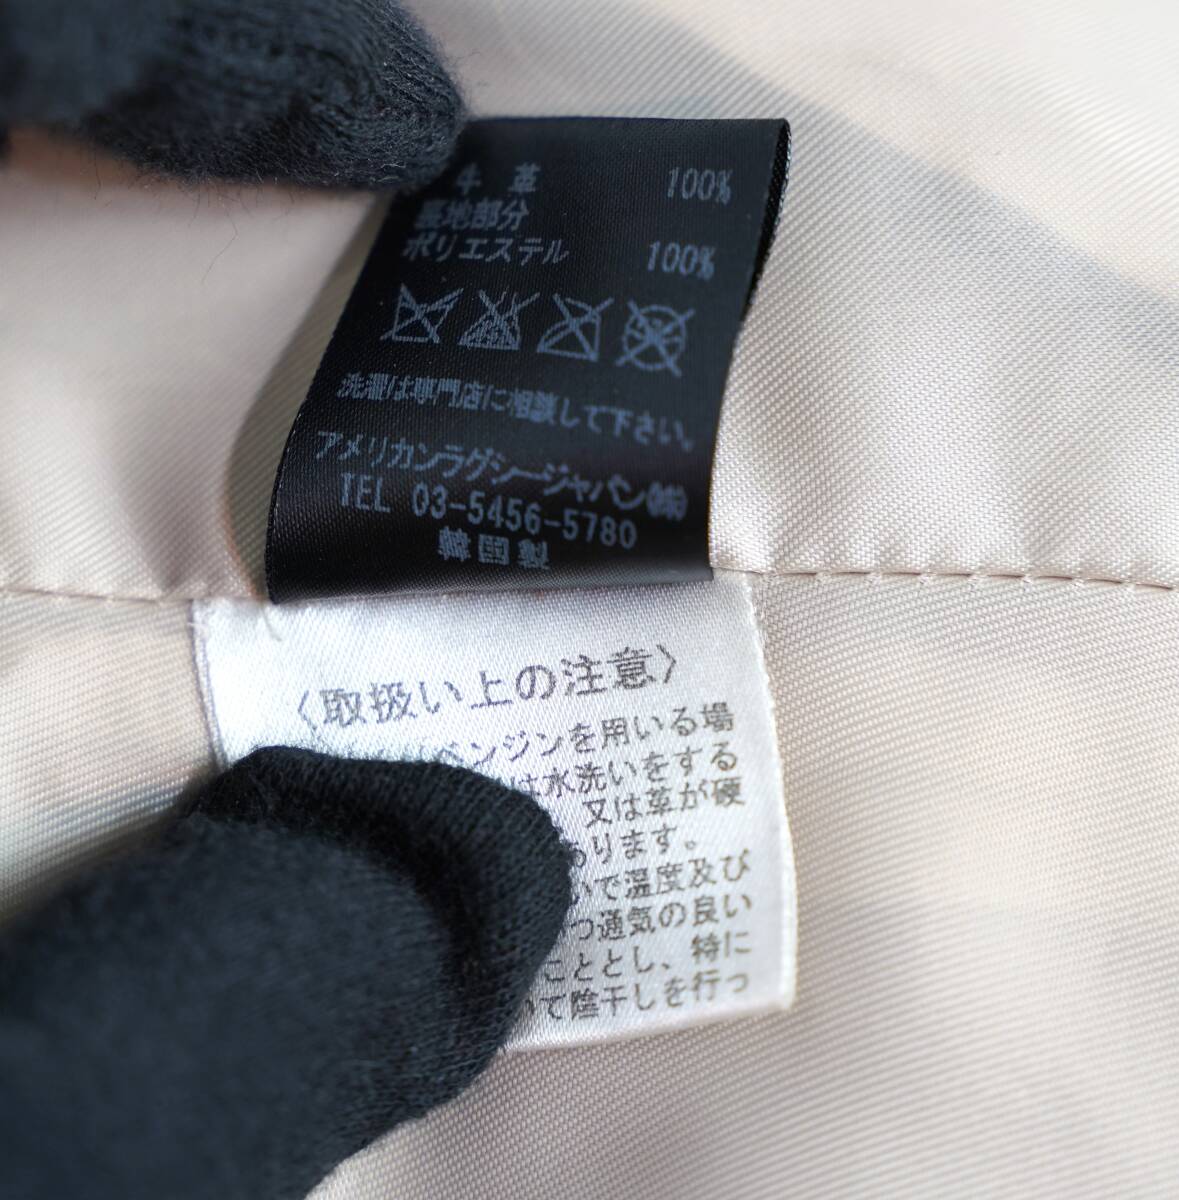 牛革 100%
裏地部分
ポリエステル 100%
洗濯は専門店に相談して下さい。
アメリカンラグシージャパン(株)
TEL 03-5456-5780
韓国製
〈取扱い上の注意〉
ベンジンを用いる場
は水洗いをする
又は革が硬
あります。
いで温度及び
つ通気の良い
こととし、特に
いて陰干しを行っ